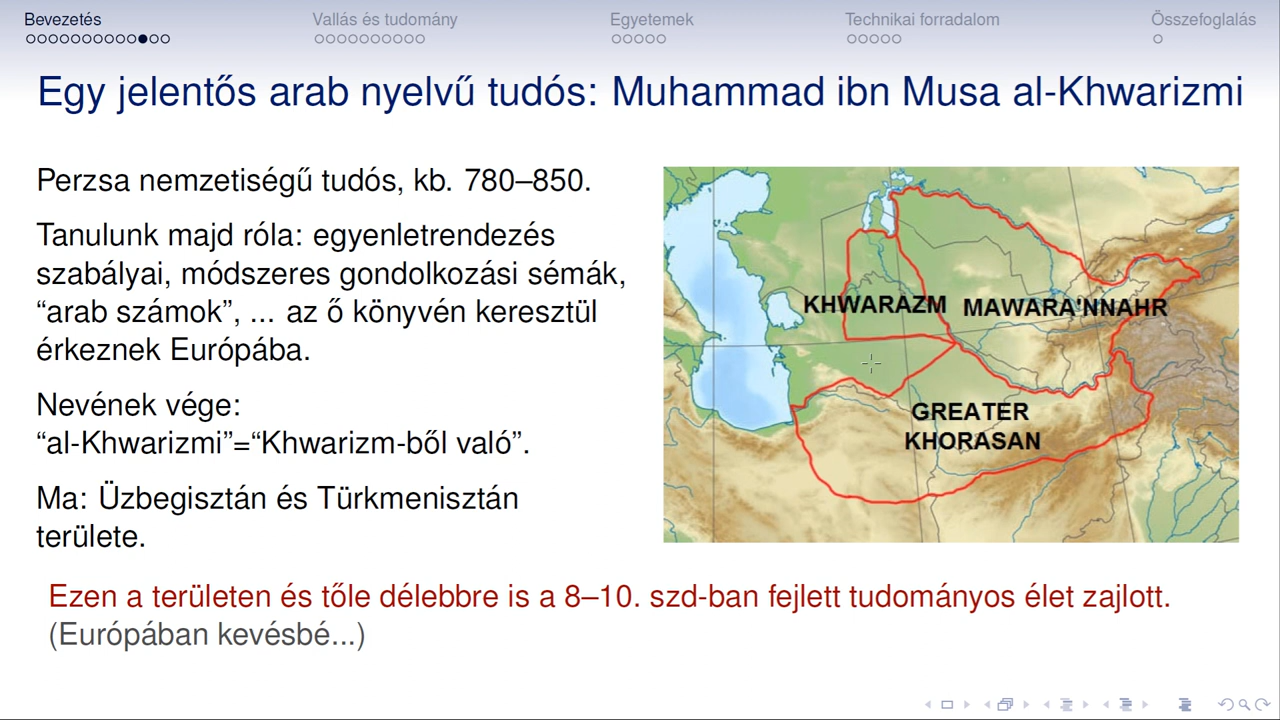 Bevezetés Vallás és tudomány Egyetemek Technikai forradalom Összefoglalás
Egy jelentős arab nyelvű tudós: Muhammad ibn Musa al-Khwarizmi
Perzsa nemzetiségű tudós, kb. 780–850.
Tanulunk majd róla: egyenletrendezés
szabályai, módszeres gondolkozási sémák,
“arab számok”, ... az ő könyvén keresztül
érkeznek Európába.
Nevének vége:
“al-Khwarizmi”=“Khwarizm-ből való”.
Ma: Üzbegisztán és Türkmenisztán
területe.
KHWARAZM MAWARA'NNAHR
GREATER
KHORASAN
Ezen a területen és tőle délebbre is a 8–10. szd-ban fejlett tudományos élet zajlott.
(Európában kevésbé...)